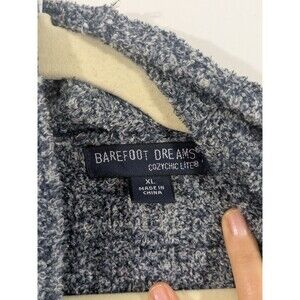 BAREFOOT DREAMS
COZYCHIC LITE®
XL
MADE IN
CHINA